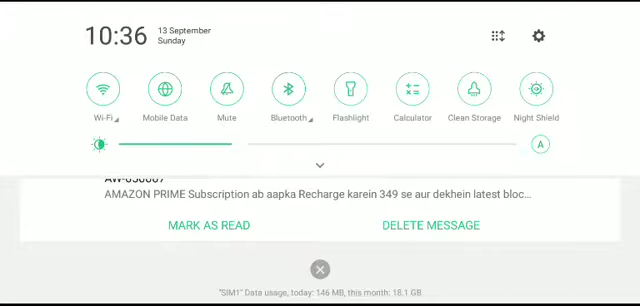 10:36
13 September
Sunday
Wi-Fi
Mobile Data
Mute
Bluetooth
Flashlight
Calculator
Clean Storage
Night Shield
A
AMAZON PRIME Subscription ab aapka Recharge karein 349 se aur dekhein latest bloc...
MARK AS READ
DELETE MESSAGE
"SIM1" Data usage, today: 146 MB, this month: 18.1 GB